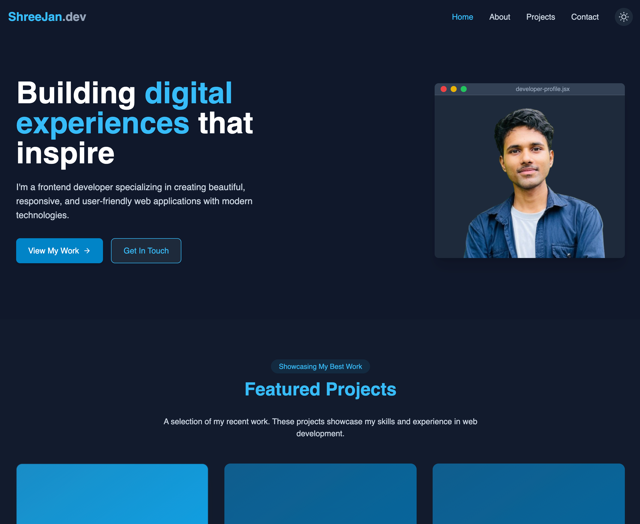 ShreeJan.dev
Home About Projects Contact
Building digital
experiences that
inspire
I'm a frontend developer specializing in creating beautiful,
responsive, and user-friendly web applications with modern
technologies.
View My Work →
Get In Touch
developer-profile.jsx
Showcasing My Best Work
Featured Projects
A selection of my recent work. These projects showcase my skills and experience in web
development.